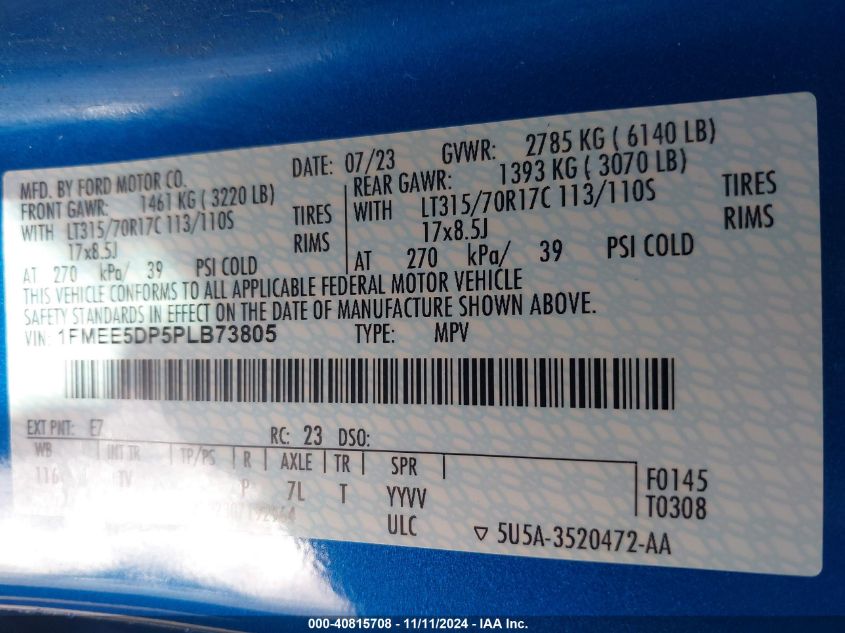 MFD. BY FORD MOTOR CO. DATE: 07/23 GVWR: 2785 KG ( 6140 LB)
FRONT GAWR: 1461 KG ( 3220 LB) REAR GAWR: 1393 KG ( 3070 LB)
WITH LT315/70R17C 113/110S TIRES WITH LT315/70R17C 113/110S TIRES
17x8.5J RIMS 17x8.5J RIMS
AT 270 kPa/ 39 PSI COLD AT 270 kPa/ 39 PSI COLD
THIS VEHICLE CONFORMS TO ALL APPLICABLE FEDERAL MOTOR VEHICLE
SAFETY STANDARDS IN EFFECT ON THE DATE OF MANUFACTURE SHOWN ABOVE.
VIN: 1FMEE5DP5PLB73805 TYPE: MPV
EXT PNT: E7 RC: 23 DSO:
WB INT TR TP/PS R AXLE TR SPR
116 TV P 7L T YYVV F0145
ULC T0308
▽ 5U5A-3520472-AA
000-40815708 - 11/11/2024 - IAA Inc.